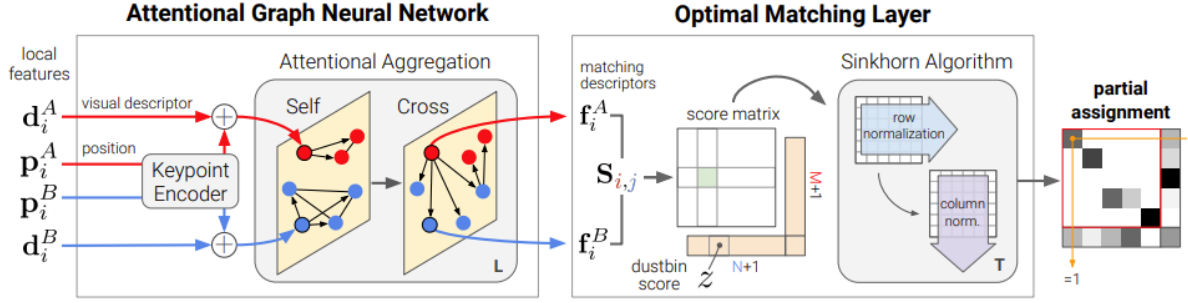 Attentional Graph Neural Network
Optimal Matching Layer
local
features
Attentional Aggregation
visual descriptor
Self
Cross
d_i^A
position
p_i^A
Keypoint
Encoder
p_i^B
d_i^B
L
matching
descriptors
f_i^A
S_{i,j}
f_i^B
score matrix
M+1
N+1
dustbin
score
z
Sinkhorn Algorithm
row
normalization
column
norm.
T
partial
assignment
=1